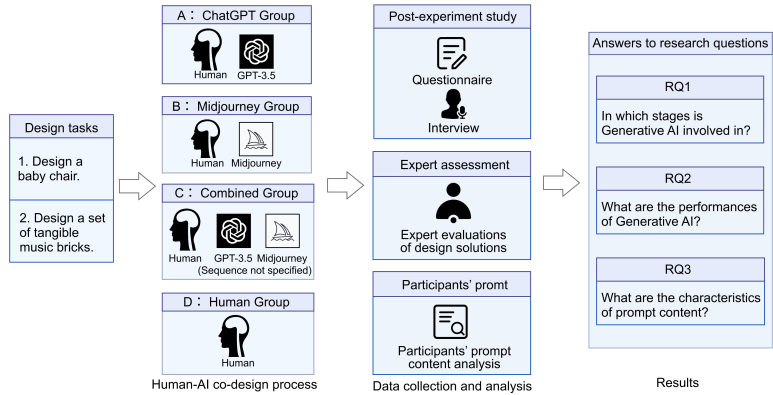 Design tasks
1. Design a
baby chair.
2. Design a set
of tangible
music bricks.
A： ChatGPT Group
Human GPT-3.5
B： Midjourney Group
Human Midjourney
C： Combined Group
Human GPT-3.5 Midjourney
(Sequence not specified)
D： Human Group
Human
Human-AI co-design process
Post-experiment study
Questionnaire
Interview
Expert assessment
Expert evaluations
of design solutions
Participants' promt
Participants' prompt
content analysis
Data collection and analysis
Answers to research questions
RQ1
In which stages is
Generative AI involved in?
RQ2
What are the performances
of Generative AI?
RQ3
What are the characteristics
of prompt content?
Results